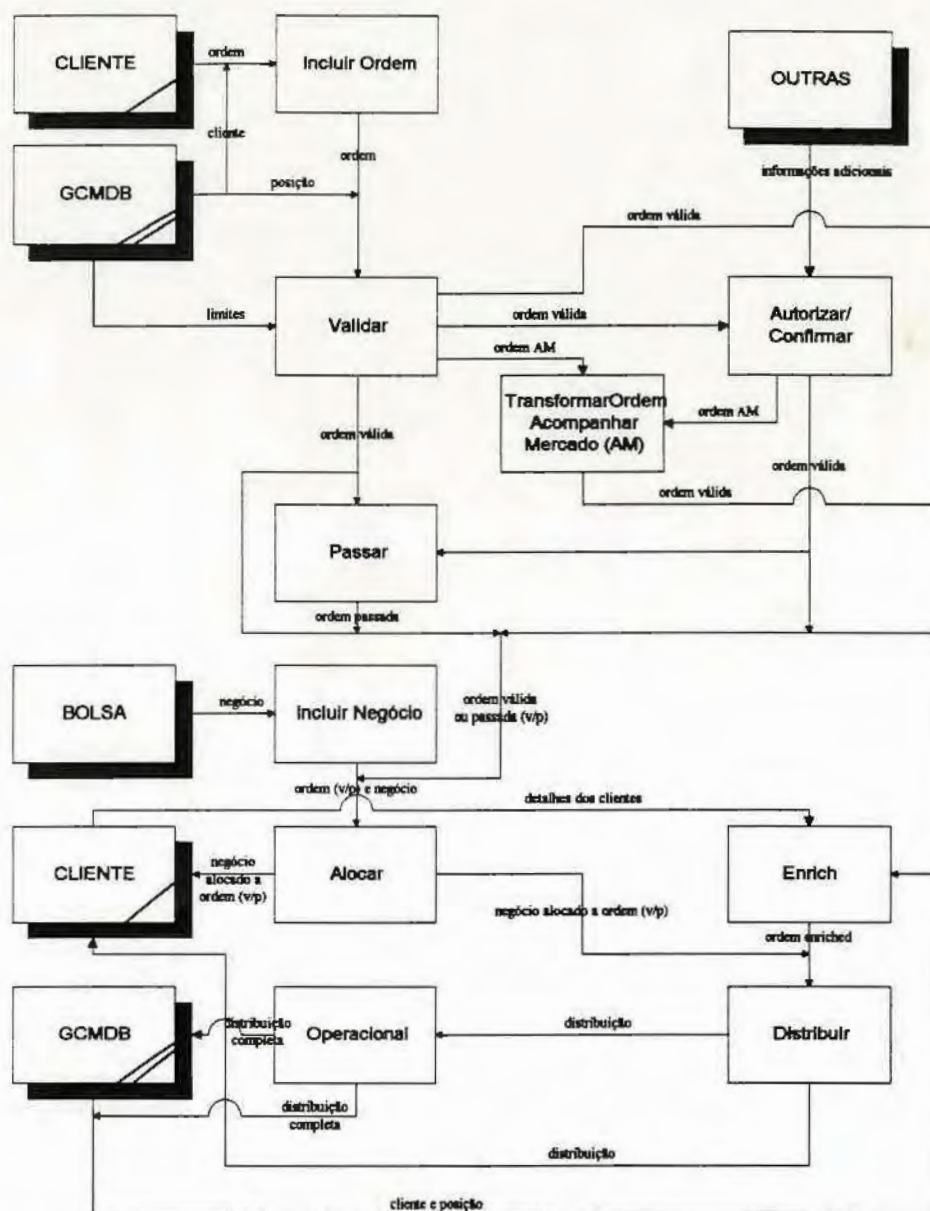 CLIENTE
ordem
Incluir Ordem
OUTRAS
cliente
ordem
informações adicionais
GCMDB
posição
ordem válida
limites
Validar
ordem válida
Autorizar/
Confirmar
ordem AM
TransformarOrdem
Acompanhar
Mercado (AM)
ordem AM
ordem válida
ordem válida
ordem válida
Passar
ordem passada
BOLSA
negócio
Incluir Negócio
ordem válida
ou passada (v/p)
ordem (v/p) e negócio
detalhes dos clientes
CLIENTE
negócio
alocado a
ordem (v/p)
Alocar
negócio alocado a ordem (v/p)
Enrich
ordem enriched
GCMDB
distribuição
completa
Operacional
distribuição
Distribuir
distribuição
completa
distribuição
cliente e posição